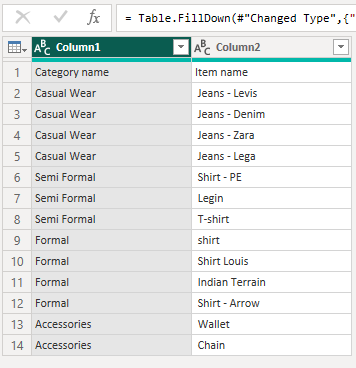 fx = Table.FillDown(#"Changed Type",{"
ABC Column1 ABC Column2
1 Category name Item name
2 Casual Wear Jeans - Levis
3 Casual Wear Jeans - Denim
4 Casual Wear Jeans - Zara
5 Casual Wear Jeans - Lega
6 Semi Formal Shirt - PE
7 Semi Formal Legin
8 Semi Formal T-shirt
9 Formal shirt
10 Formal Shirt Louis
11 Formal Indian Terrain
12 Formal Shirt - Arrow
13 Accessories Wallet
14 Accessories Chain